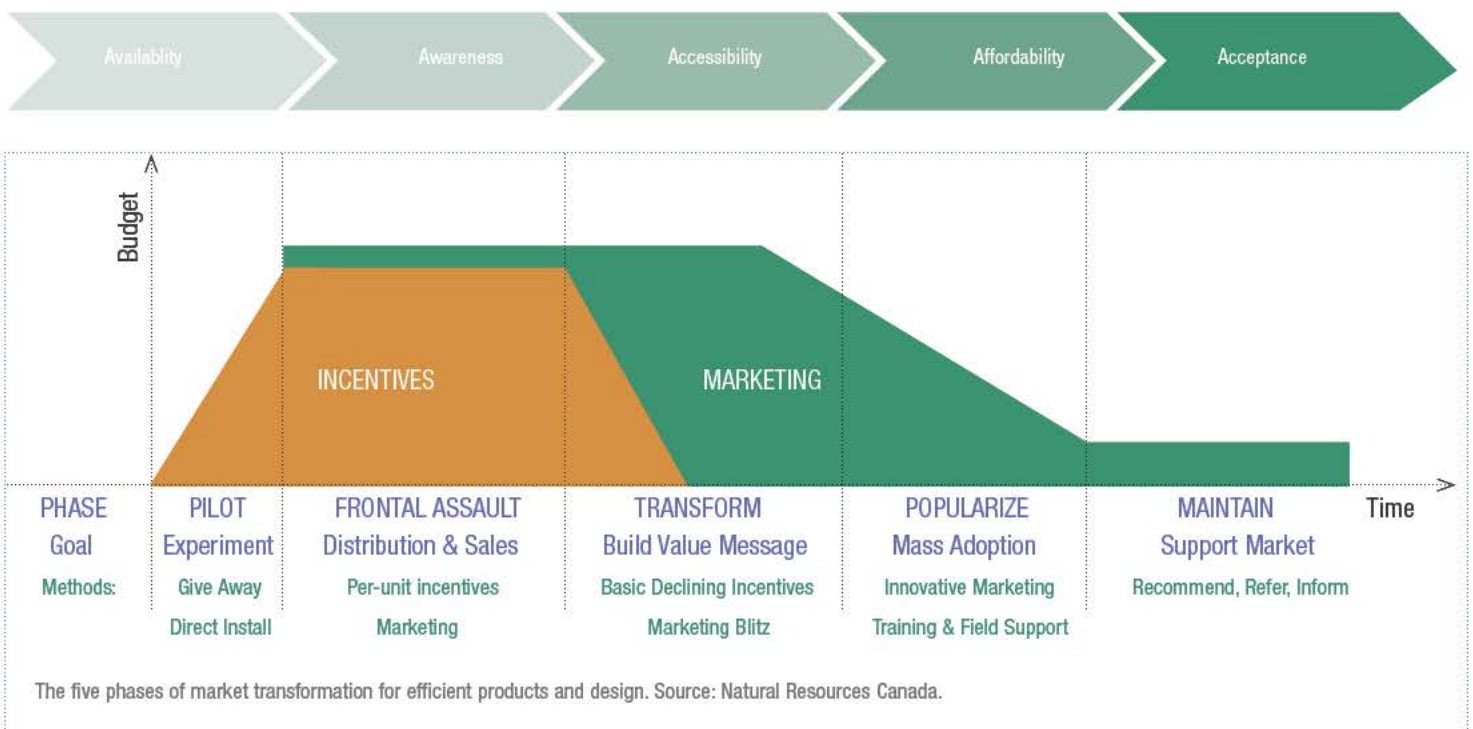 Availablity
Awareness
Accessibility
Affordability
Acceptance
Budget
INCENTIVES
MARKETING
PHASE
Goal
Methods:
PILOT
Experiment
Give Away
Direct Install
FRONTAL ASSAULT
Distribution & Sales
Per-unit incentives
Marketing
TRANSFORM
Build Value Message
Basic Declining Incentives
Marketing Blitz
POPULARIZE
Mass Adoption
Innovative Marketing
Training & Field Support
MAINTAIN
Support Market
Recommend, Refer, Inform
Time
The five phases of market transformation for efficient products and design. Source: Natural Resources Canada.